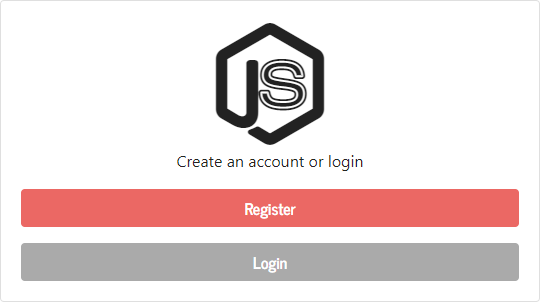 JS
Create an account or login
Register
Login